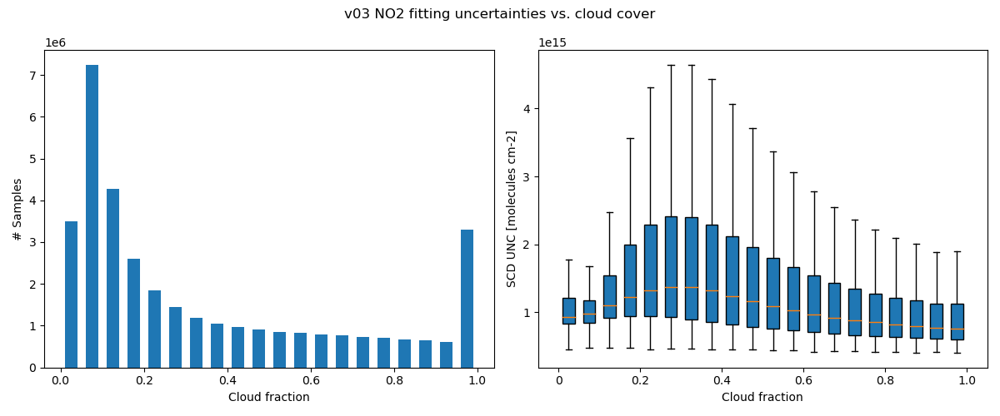 v03 NO2 fitting uncertainties vs. cloud cover
1e6
7
6
5
4
3
2
1
0
# Samples
0.0 0.2 0.4 0.6 0.8 1.0
Cloud fraction
1e15
4
3
2
1
SCD UNC [molecules cm-2]
0 0.2 0.4 0.6 0.8 1.0
Cloud fraction